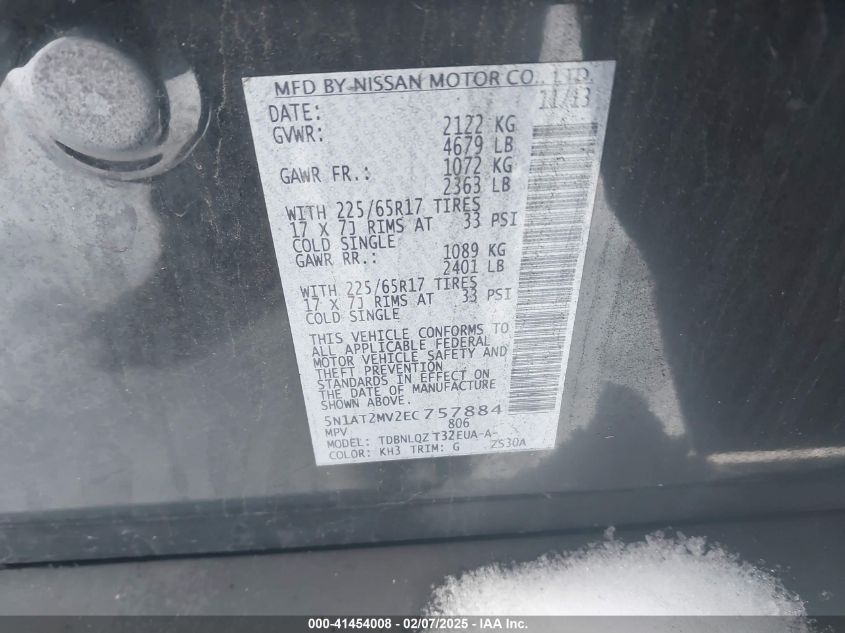 MFD BY NISSAN MOTOR CO., LTD.
DATE: 11/13
GVWR: 2122 KG
4679 LB
GAWR FR.: 1072 KG
2363 LB
WITH 225/65R17 TIRES
17 X 7J RIMS AT 33 PSI
COLD SINGLE
GAWR RR.: 1089 KG
2401 LB
WITH 225/65R17 TIRES
17 X 7J RIMS AT 33 PSI
COLD SINGLE
THIS VEHICLE CONFORMS TO
ALL APPLICABLE FEDERAL
MOTOR VEHICLE SAFETY AND
THEFT PREVENTION
STANDARDS IN EFFECT ON
THE DATE OF MANUFACTURE
SHOWN ABOVE.
5N1AT2MV2EC757884
MPV 806
MODEL: TDBNLQZ T32EUA-A-
COLOR: KH3 TRIM: G ZS30A
000-41454008 - 02/07/2025 - IAA Inc.